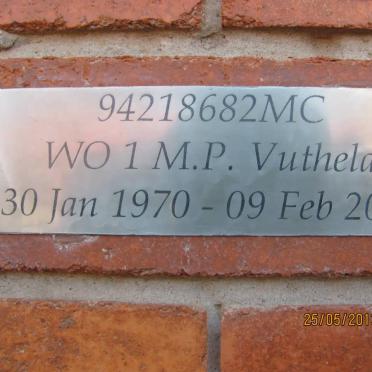 94218682MC
WO 1 M.P. Vuthela
30 Jan 1970 - 09 Feb 20
25/05/201